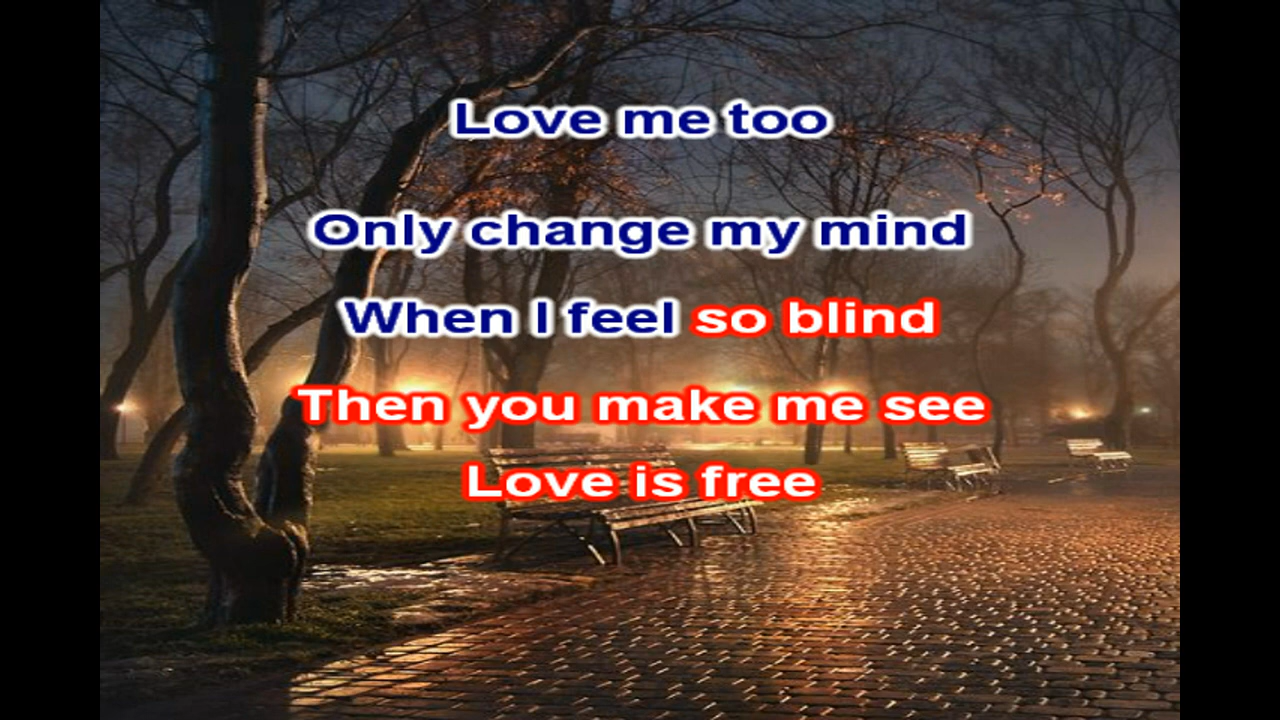 Love me too
Only change my mind
When I feel so blind
Then you make me see
Love is free